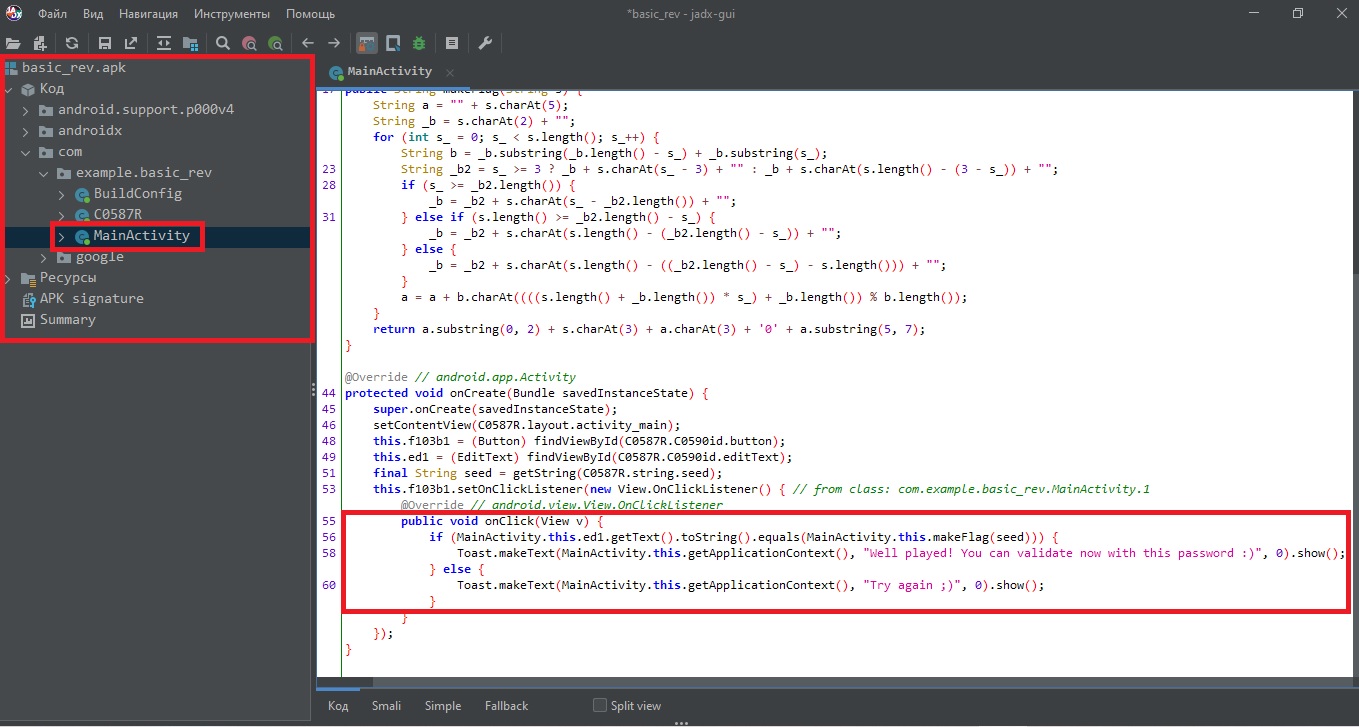 Файл Вид Навигация Инструменты Помощь
*basic_rev - jadx-gui
basic_rev.apk
Код
android.support.p000v4
androidx
com
example.basic_rev
BuildConfig
C0587R
MainActivity
google
Ресурсы
APK signature
Summary
MainActivity
17 public String makeFlag(String s) {
String a = "" + s.charAt(5);
String _b = s.charAt(2) + "";
for (int s_ = 0; s_ < s.length(); s_++) {
String b = _b.substring(_b.length() - s_) + _b.substring(s_);
23 String _b2 = s_ >= 3 ? _b + s.charAt(s_ - 3) + "" : _b + s.charAt(s.length() - (3 - s_)) + "";
28 if (s_ >= _b2.length()) {
_b = _b2 + s.charAt(s_ - _b2.length()) + "";
31 } else if (s.length() >= _b2.length() - s_) {
_b = _b2 + s.charAt(s.length() - (_b2.length() - s_)) + "";
} else {
_b = _b2 + s.charAt(s.length() - ((_b2.length() - s_) - s.length())) + "";
}
a = a + b.charAt((((s.length() + _b.length()) * s_) + _b.length()) % b.length());
}
return a.substring(0, 2) + s.charAt(3) + a.charAt(3) + '0' + a.substring(5, 7);
}
@Override // android.app.Activity
44 protected void onCreate(Bundle savedInstanceState) {
45 super.onCreate(savedInstanceState);
46 setContentView(C0587R.layout.activity_main);
48 this.f103b1 = (Button) findViewById(C0587R.C0590id.button);
49 this.ed1 = (EditText) findViewById(C0587R.C0590id.editText);
51 final String seed = getString(C0587R.string.seed);
53 this.f103b1.setOnClickListener(new View.OnClickListener() { // from class: com.example.basic_rev.MainActivity.1
@Override // android.view.View.OnClickListener
55 public void onClick(View v) {
56 if (MainActivity.this.ed1.getText().toString().equals(MainActivity.this.makeFlag(seed))) {
58 Toast.makeText(MainActivity.this.getApplicationContext(), "Well played! You can validate now with this password :)", 0).show();
} else {
60 Toast.makeText(MainActivity.this.getApplicationContext(), "Try again ;)", 0).show();
}
}
});
}
Код Smali Simple Fallback Split view